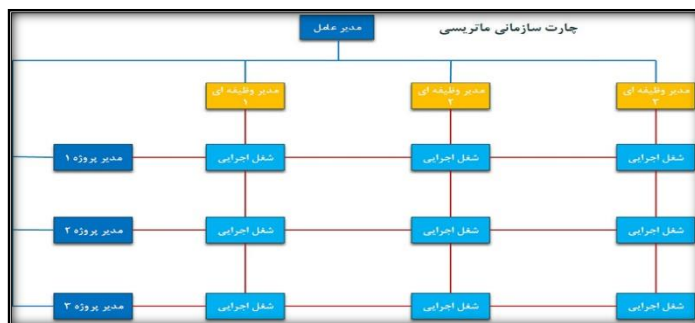 چارت سازمانی ماتریسی
مدیر عامل
مدیر وظیفه ای
۳
مدیر وظیفه ای
۲
مدیر وظیفه ای
۱
شغل اجرایی
شغل اجرایی
شغل اجرایی
مدیر پروژه ۱
شغل اجرایی
شغل اجرایی
شغل اجرایی
مدیر پروژه ۲
شغل اجرایی
شغل اجرایی
شغل اجرایی
مدیر پروژه ۳